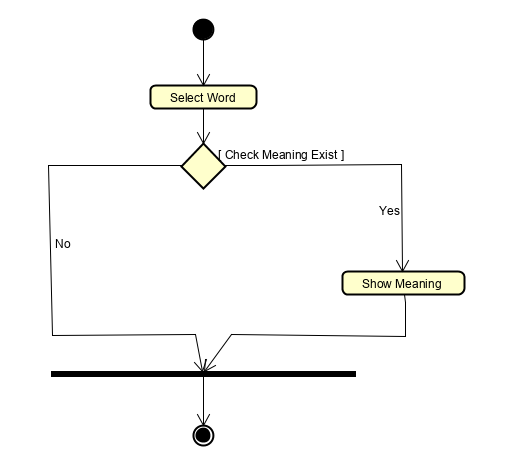 Select Word
[ Check Meaning Exist ]
Yes
No
Show Meaning